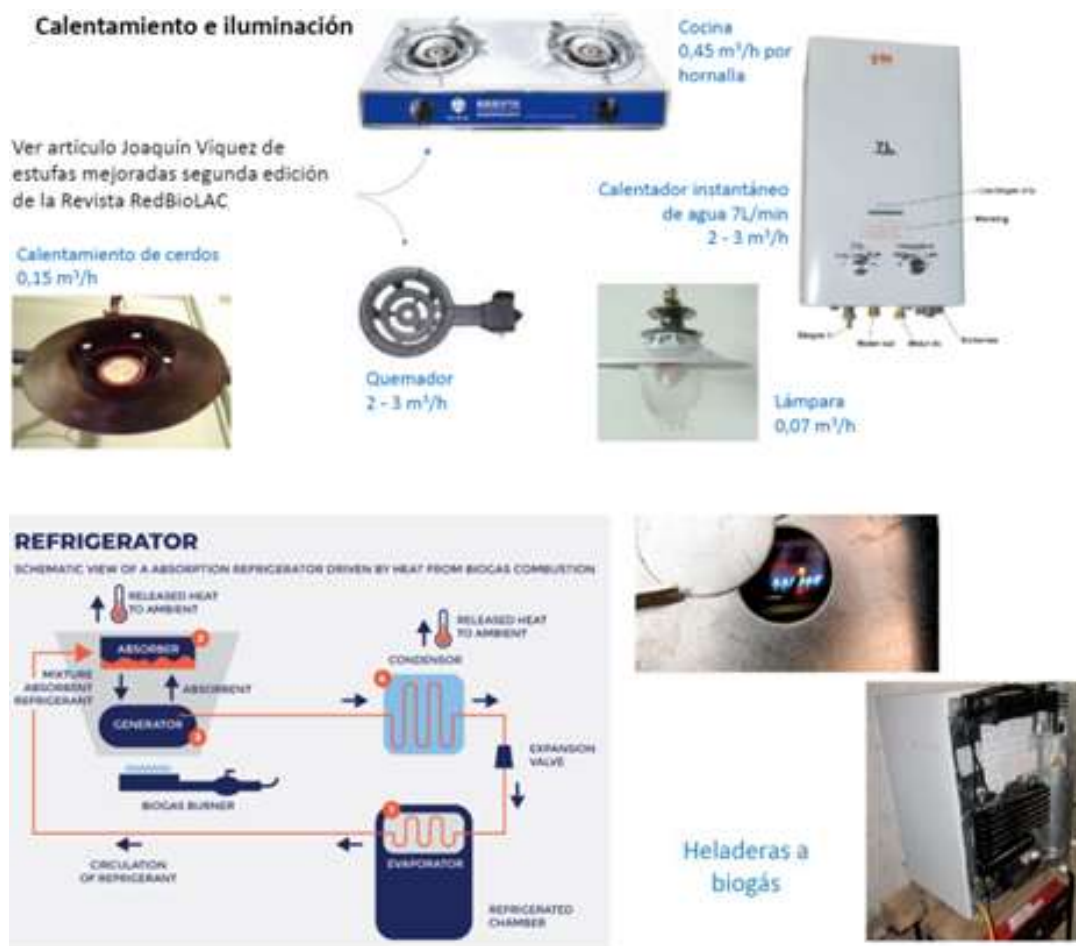 Calentamiento e iluminación
Cocina
0,45 m³/h por
hornalla
Ver artículo Joaquín Víquez de
estufas mejoradas segunda edición
de la Revista RedBioLAC
Calentador instantáneo
de agua 7L/min
2 - 3 m³/h
7L
Calentamiento de cerdos
0,15 m³/h
Quemador
2 - 3 m³/h
Lámpara
0,07 m³/h
REFRIGERATOR
SCHEMATIC VIEW OF A ABSORPTION REFRIGERATOR DRIVEN BY HEAT FROM BIOGAS COMBUSTION
RELEASED HEAT
TO AMBIENT
ABSORBER
2
MIXTURE
ABSORBENT
REFRIGERANT
ABSORBENT
GENERATOR
3
BIOGAS BURNER
RELEASED HEAT
TO AMBIENT
CONDENSOR
4
EXPANSION
VALVE
1
EVAPORATOR
CIRCULATION
OF REFRIGERANT
REFRIGERATED
CHAMBER
Heladeras a
biogás